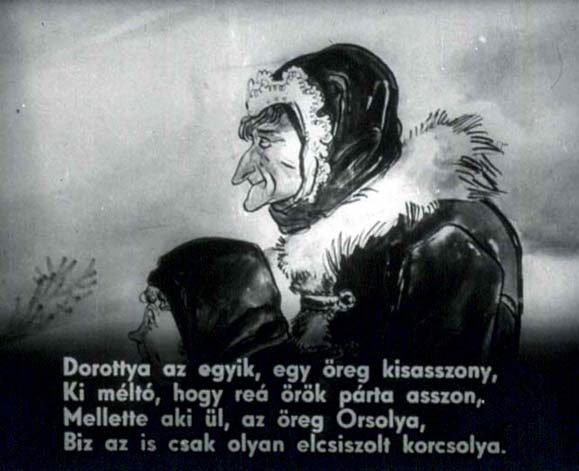 Dorottya az egyik, egy öreg kisasszony,
Ki méltó, hogy reá örök párta asszon,
Mellette aki ül, az öreg Orsolya,
Biz az is csak olyan elcsiszolt korcsolya.